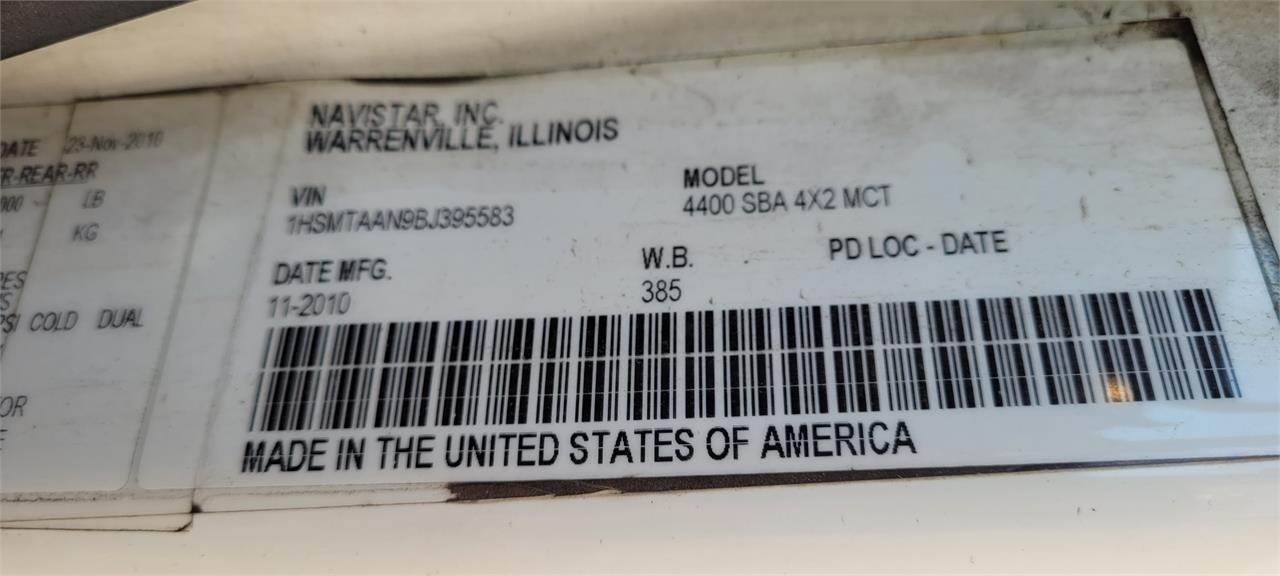 DATE 23-Nov-2010
FR-REAR-RR
LB
KG
PSI COLD DUAL
NAVISTAR, INC.
WARRENVILLE, ILLINOIS
VIN
1HSMTAAN9BJ395583
MODEL
4400 SBA 4X2 MCT
DATE MFG.
11-2010
W.B.
385
PD LOC - DATE
MADE IN THE UNITED STATES OF AMERICA